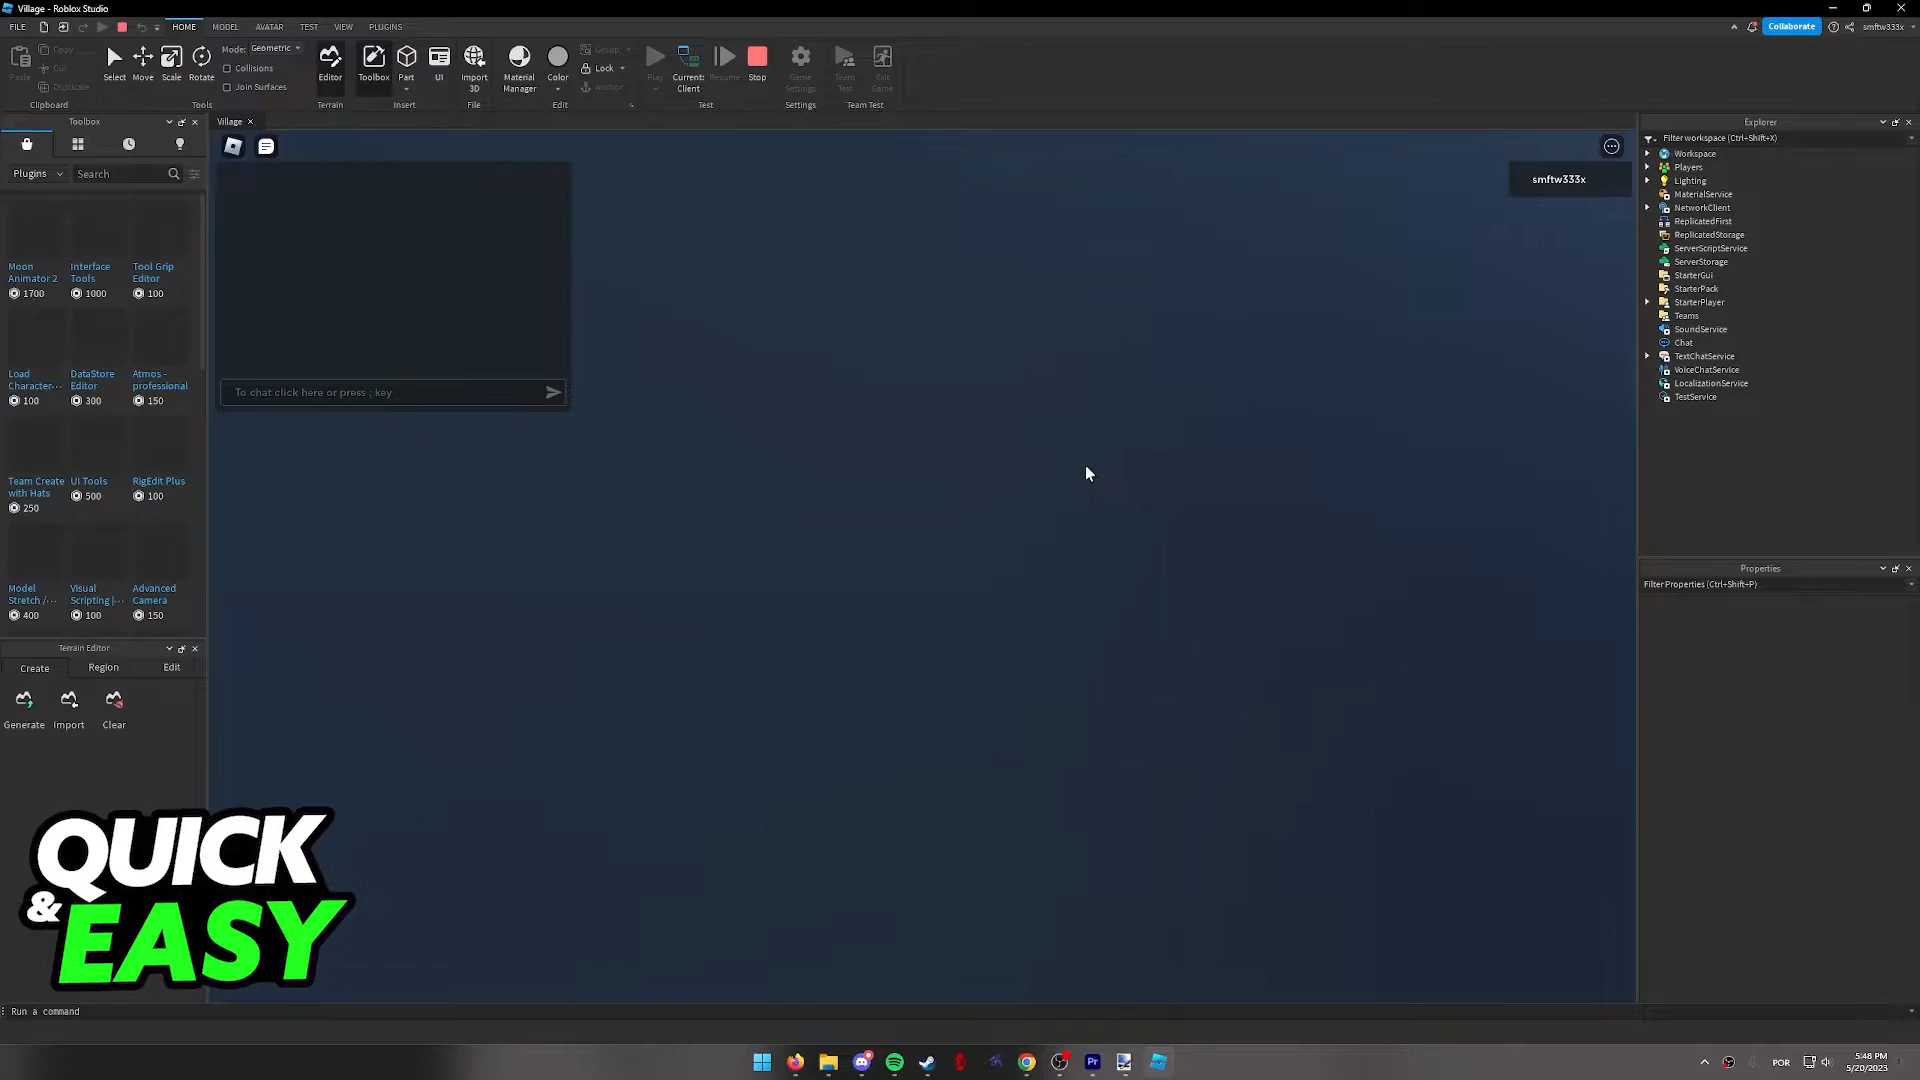 Village - Roblox Studio
FILE
HOME
MODEL
AVATAR
TEST
VIEW
PLUGINS
Collaborate
smftw333x
Paste
Copy
Cut
Duplicate
Clipboard
Select
Move
Scale
Rotate
Mode: Geometric
Collisions
Join Surfaces
Tools
Editor
Terrain
Toolbox
Part
UI
Insert
Import
3D
File
Material
Manager
Color
Group
Lock
Anchor
Edit
Play
Current:
Client
Resume
Stop
Test
Game
Settings
Settings
Team
Test
Exit
Game
Team Test
Toolbox
Plugins
Search
Moon
Animator 2
1700
Interface
Tools
1000
Tool Grip
Editor
100
Load
Character...
100
DataStore
Editor
300
Atmos -
professional
150
Team Create
with Hats
250
UI Tools
500
RigEdit Plus
100
Model
Stretch /...
400
Visual
Scripting |...
100
Advanced
Camera
150
Terrain Editor
Create
Region
Edit
Generate
Import
Clear
Village
To chat click here or press ; key
smftw333x
Explorer
Filter workspace (Ctrl+Shift+X)
Workspace
Players
Lighting
MaterialService
NetworkClient
ReplicatedFirst
ReplicatedStorage
ServerScriptService
ServerStorage
StarterGui
StarterPack
StarterPlayer
Teams
SoundService
Chat
TextChatService
VoiceChatService
LocalizationService
TestService
Properties
Filter Properties (Ctrl+Shift+P)
QUICK
&
EASY
Run a command
Pr
POR
5:48 PM
5/20/2023